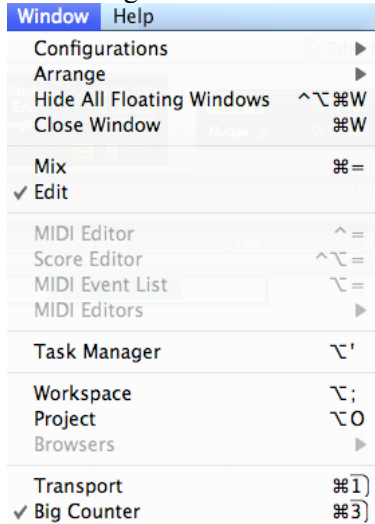 Window Help
Configurations ▶
Arrange ▶
Hide All Floating Windows ^⌥⌘W
Close Window ⌘W
Mix ⌘=
✓ Edit
MIDI Editor ^=
Score Editor ^⌥=
MIDI Event List ⌥=
MIDI Editors ▶
Task Manager ⌥'
Workspace ⌥;
Project ⌥O
Browsers ▶
Transport ⌘1
✓ Big Counter ⌘3